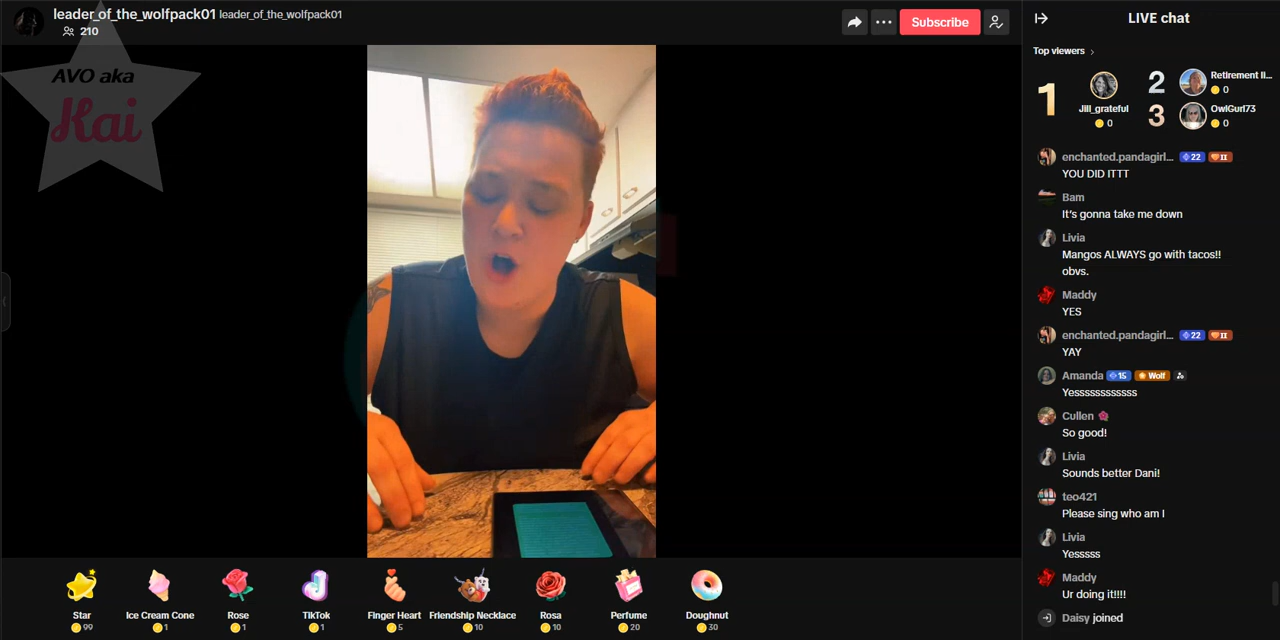 leader_of_the_wolfpack01 leader_of_the_wolfpack01
210
Subscribe
AVO aka
Kai
LIVE chat
Top viewers
1
Jill_grateful
0
2
Retirement li...
0
3
OwlGurl73
0
enchanted.pandagirl... 22 II
YOU DID ITTT
Bam
It's gonna take me down
Livia
Mangos ALWAYS go with tacos!!
obvs.
Maddy
YES
enchanted.pandagirl... 22 II
YAY
Amanda 15 Wolf
Yesssssssssssss
Cullen
So good!
Livia
Sounds better Dani!
teo421
Please sing who am I
Livia
Yesssss
Maddy
Ur doing it!!!!
Daisy joined
Star
99
Ice Cream Cone
1
Rose
1
TikTok
1
Finger Heart
5
Friendship Necklace
10
Rosa
10
Perfume
20
Doughnut
30